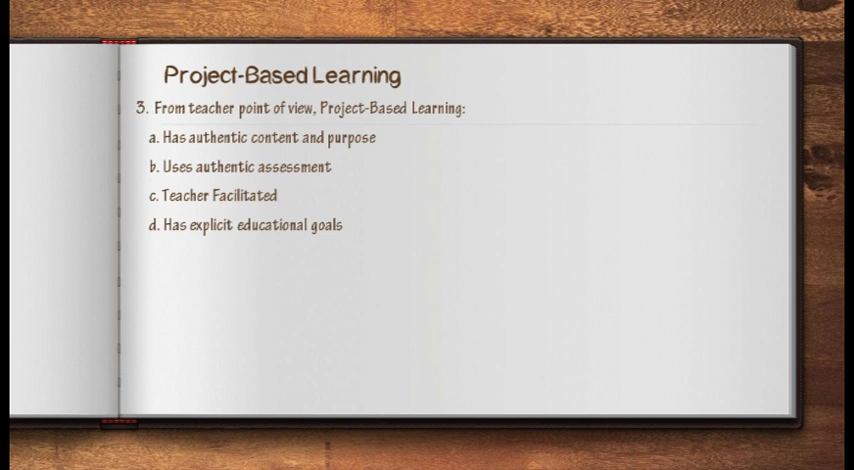 Project-Based Learning
3. From teacher point of view, Project-Based Learning:
a. Has authentic content and purpose
b. Uses authentic assessment
c. Teacher Facilitated
d. Has explicit educational goals